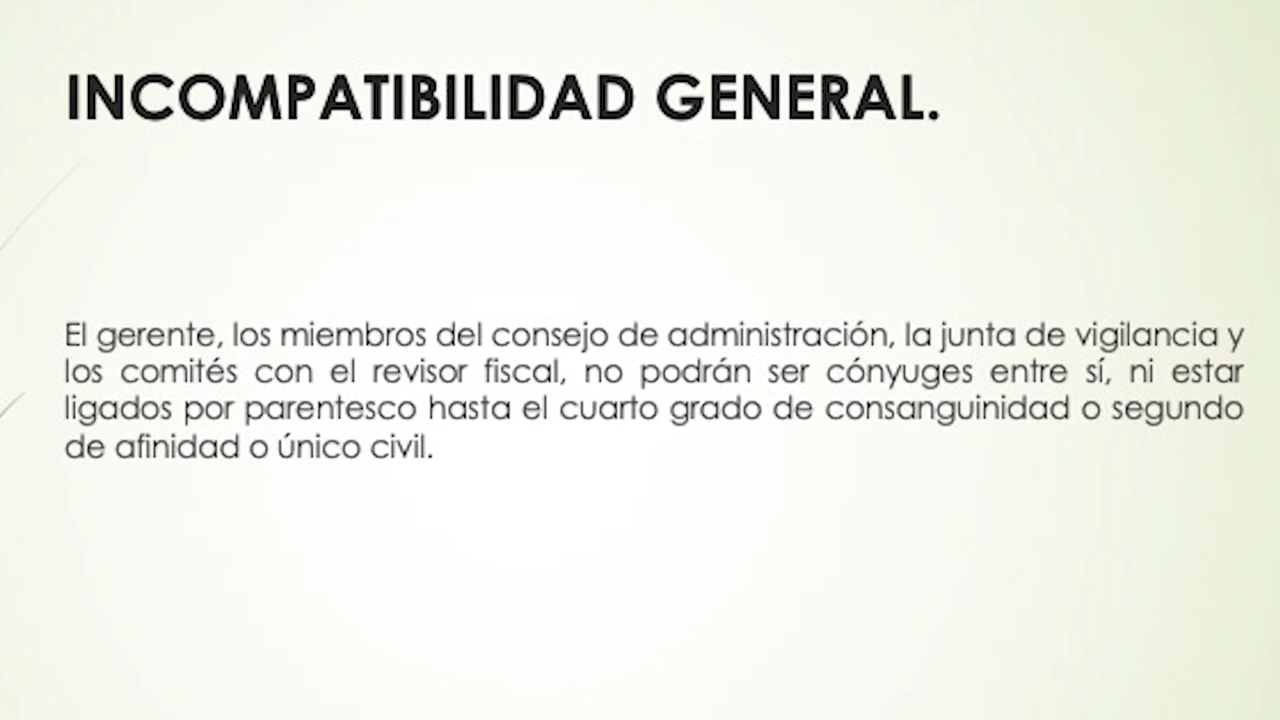 INCOMPATIBILIDAD GENERAL.
El gerente, los miembros del consejo de administración, la junta de vigilancia y
los comités con el revisor fiscal, no podrán ser cónyuges entre sí, ni estar
ligados por parentesco hasta el cuarto grado de consanguinidad o segundo
de afinidad o único civil.